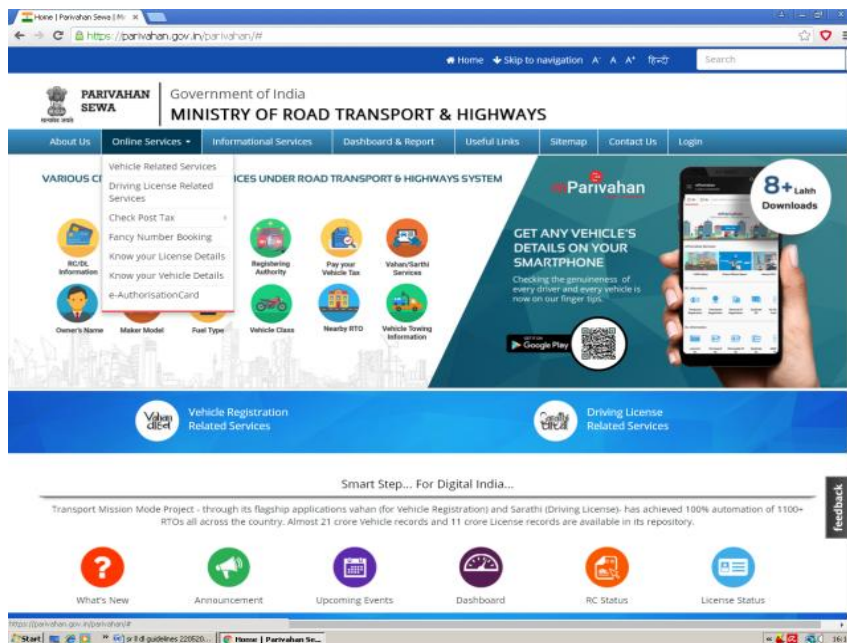 Home | Parivahan Sewa | Mi
https://parivahan.gov.in/parivahan/#
Home Skip to navigation A- A A+ हिन्दी Search
PARIVAHAN SEWA
Government of India
MINISTRY OF ROAD TRANSPORT & HIGHWAYS
About Us Online Services Informational Services Dashboard & Report Useful Links Sitemap Contact Us Login
Vehicle Related Services
Driving License Related
Services
Check Post Tax
Fancy Number Booking
Know your License Details
Know your Vehicle Details
e-AuthorisationCard
VARIOUS CI ICES UNDER ROAD TRANSPORT & HIGHWAYS SYSTEM
RC/DL
Information
Registering
Authority
Pay your
Vehicle Tax
Vahan/Sarthi
Services
Owner's Name Maker Model Fuel Type Vehicle Class Nearby RTO Vehicle Towing
Information
mParivahan
8+ Lakh
Downloads
GET ANY VEHICLE'S
DETAILS ON YOUR
SMARTPHONE
Checking the genuineness of
every driver and every vehicle is
now on our finger tips.
GET IT ON
Google Play
Vehicle Registration
Related Services
Driving License
Related Services
Smart Step... For Digital India...
Transport Mission Mode Project - through its flagship applications vahan (for Vehicle Registration) and Sarathi (Driving License)- has achieved 100% automation of 1100+
RTOs all across the country. Almost 21 crore Vehicle records and 11 crore License records are available in its repository.
feedback
What's New Announcement Upcoming Events Dashboard RC Status License Status
https://parivahan.gov.in/parivahan/#
Start Home | Parivahan Se...